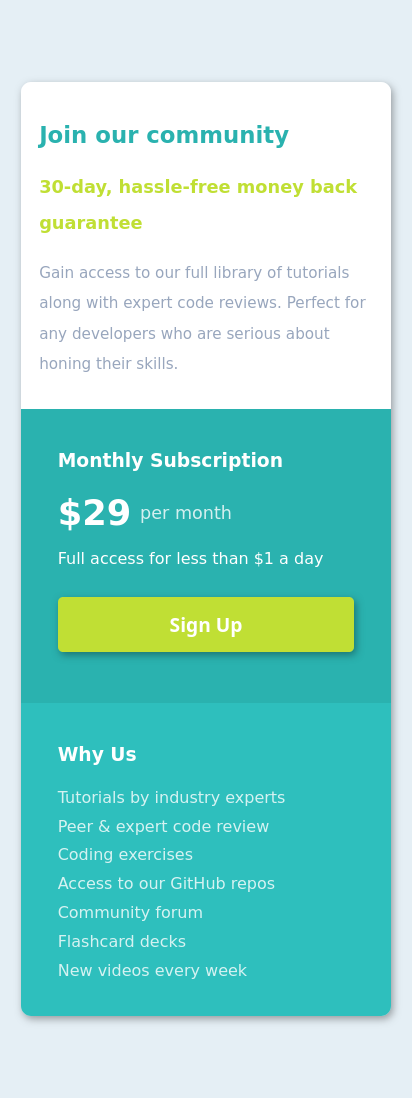 Join our community
30-day, hassle-free money back
guarantee
Gain access to our full library of tutorials
along with expert code reviews. Perfect for
any developers who are serious about
honing their skills.
Monthly Subscription
$29 per month
Full access for less than $1 a day
Sign Up
Why Us
Tutorials by industry experts
Peer & expert code review
Coding exercises
Access to our GitHub repos
Community forum
Flashcard decks
New videos every week